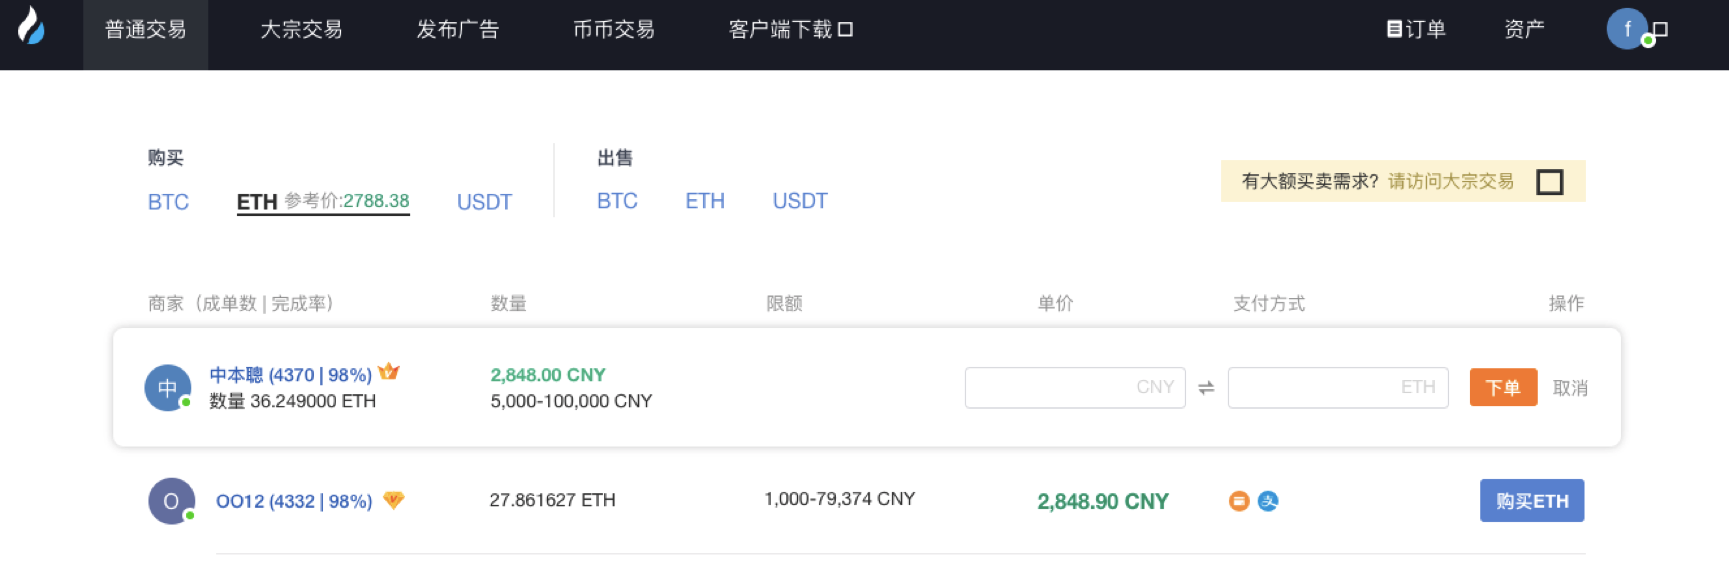 普通交易 大宗交易 发布广告 币币交易 客户端下载 订单 资产 f
购买 出售
BTC ETH 参考价:2788.38 USDT BTC ETH USDT 有大额买卖需求? 请访问大宗交易
商家（成单数 | 完成率） 数量 限额 单价 支付方式 操作
中 中本聰 (4370 | 98%) 2,848.00 CNY CNY ⇌ ETH 下单 取消
数量 36.249000 ETH 5,000-100,000 CNY
O OO12 (4332 | 98%) 27.861627 ETH 1,000-79,374 CNY 2,848.90 CNY 支 购买ETH